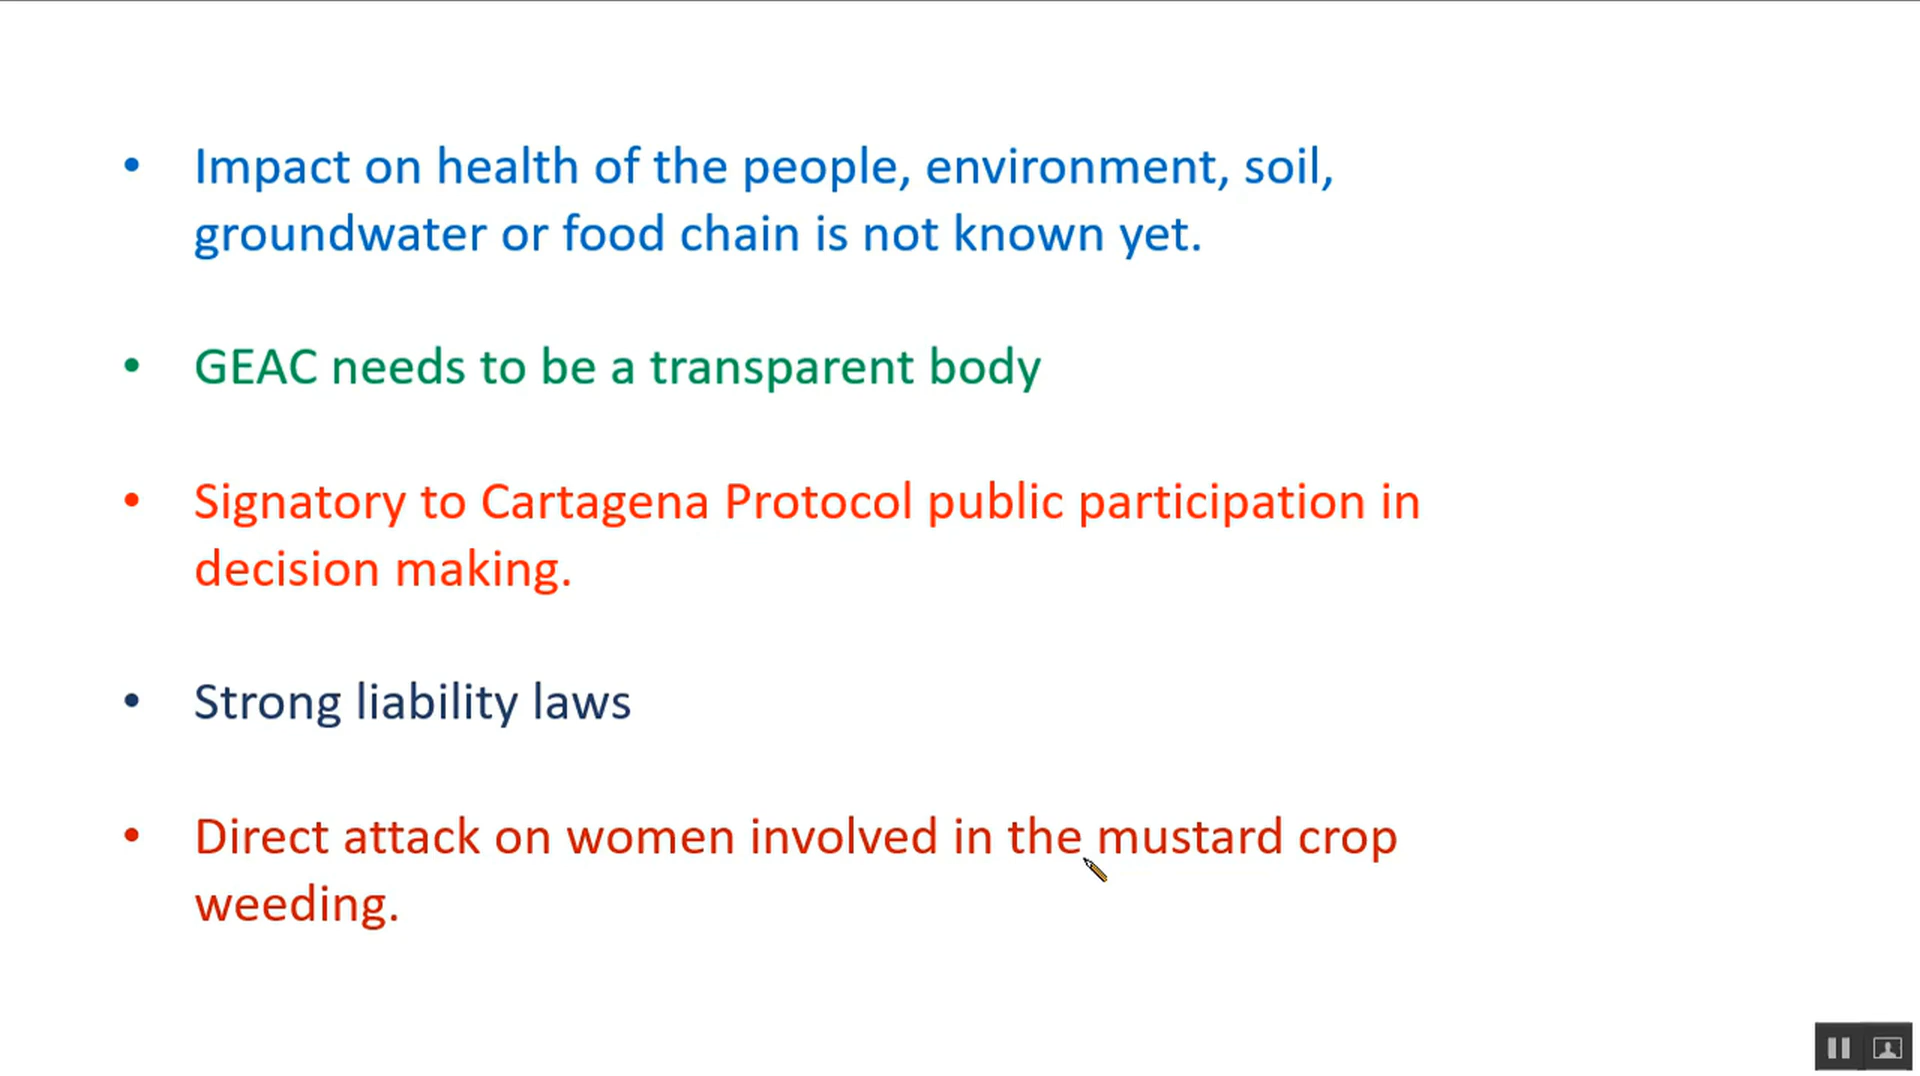 • Impact on health of the people, environment, soil,
groundwater or food chain is not known yet.
• GEAC needs to be a transparent body
• Signatory to Cartagena Protocol public participation in
decision making.
• Strong liability laws
• Direct attack on women involved in the mustard crop
weeding.